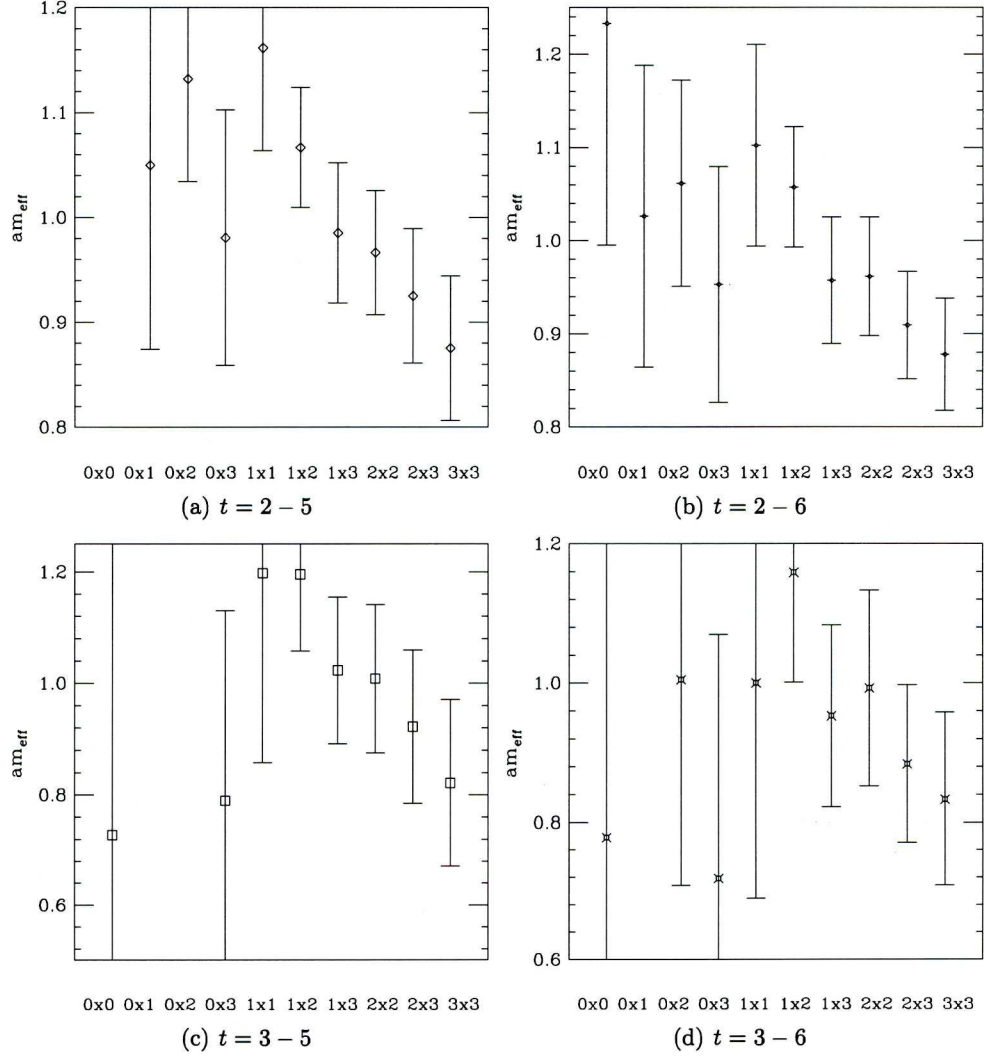 1.2
1.1
1.0
0.9
0.8
am_eff
0x0 0x1 0x2 0x3 1x1 1x2 1x3 2x2 2x3 3x3
(a) t = 2 − 5
1.2
1.1
1.0
0.9
0.8
am_eff
0x0 0x1 0x2 0x3 1x1 1x2 1x3 2x2 2x3 3x3
(b) t = 2 − 6
1.2
1.0
0.8
0.6
am_eff
0x0 0x1 0x2 0x3 1x1 1x2 1x3 2x2 2x3 3x3
(c) t = 3 − 5
1.2
1.0
0.8
0.6
am_eff
0x0 0x1 0x2 0x3 1x1 1x2 1x3 2x2 2x3 3x3
(d) t = 3 − 6